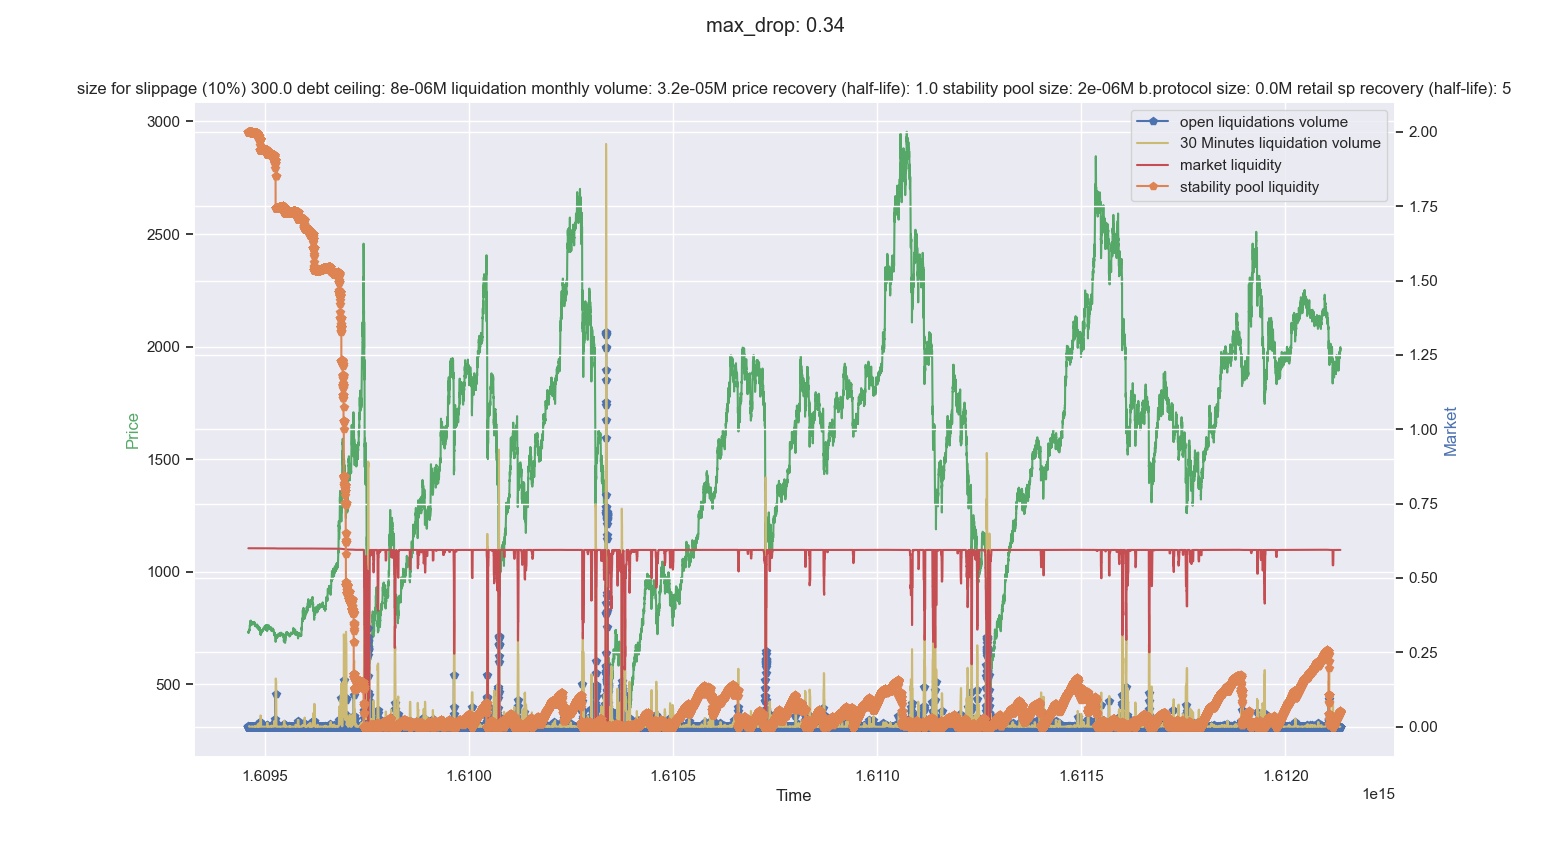 max_drop: 0.34
size for slippage (10%) 300.0 debt ceiling: 8e-06M liquidation monthly volume: 3.2e-05M price recovery (half-life): 1.0 stability pool size: 2e-06M b.protocol size: 0.0M retail sp recovery (half-life): 5
open liquidations volume
30 Minutes liquidation volume
market liquidity
stability pool liquidity
3000
2500
2000
1500
1000
500
Price
2.00
1.75
1.50
1.25
1.00
0.75
0.50
0.25
0.00
Market
1.6095 1.6100 1.6105 1.6110 1.6115 1.6120
Time
1e15